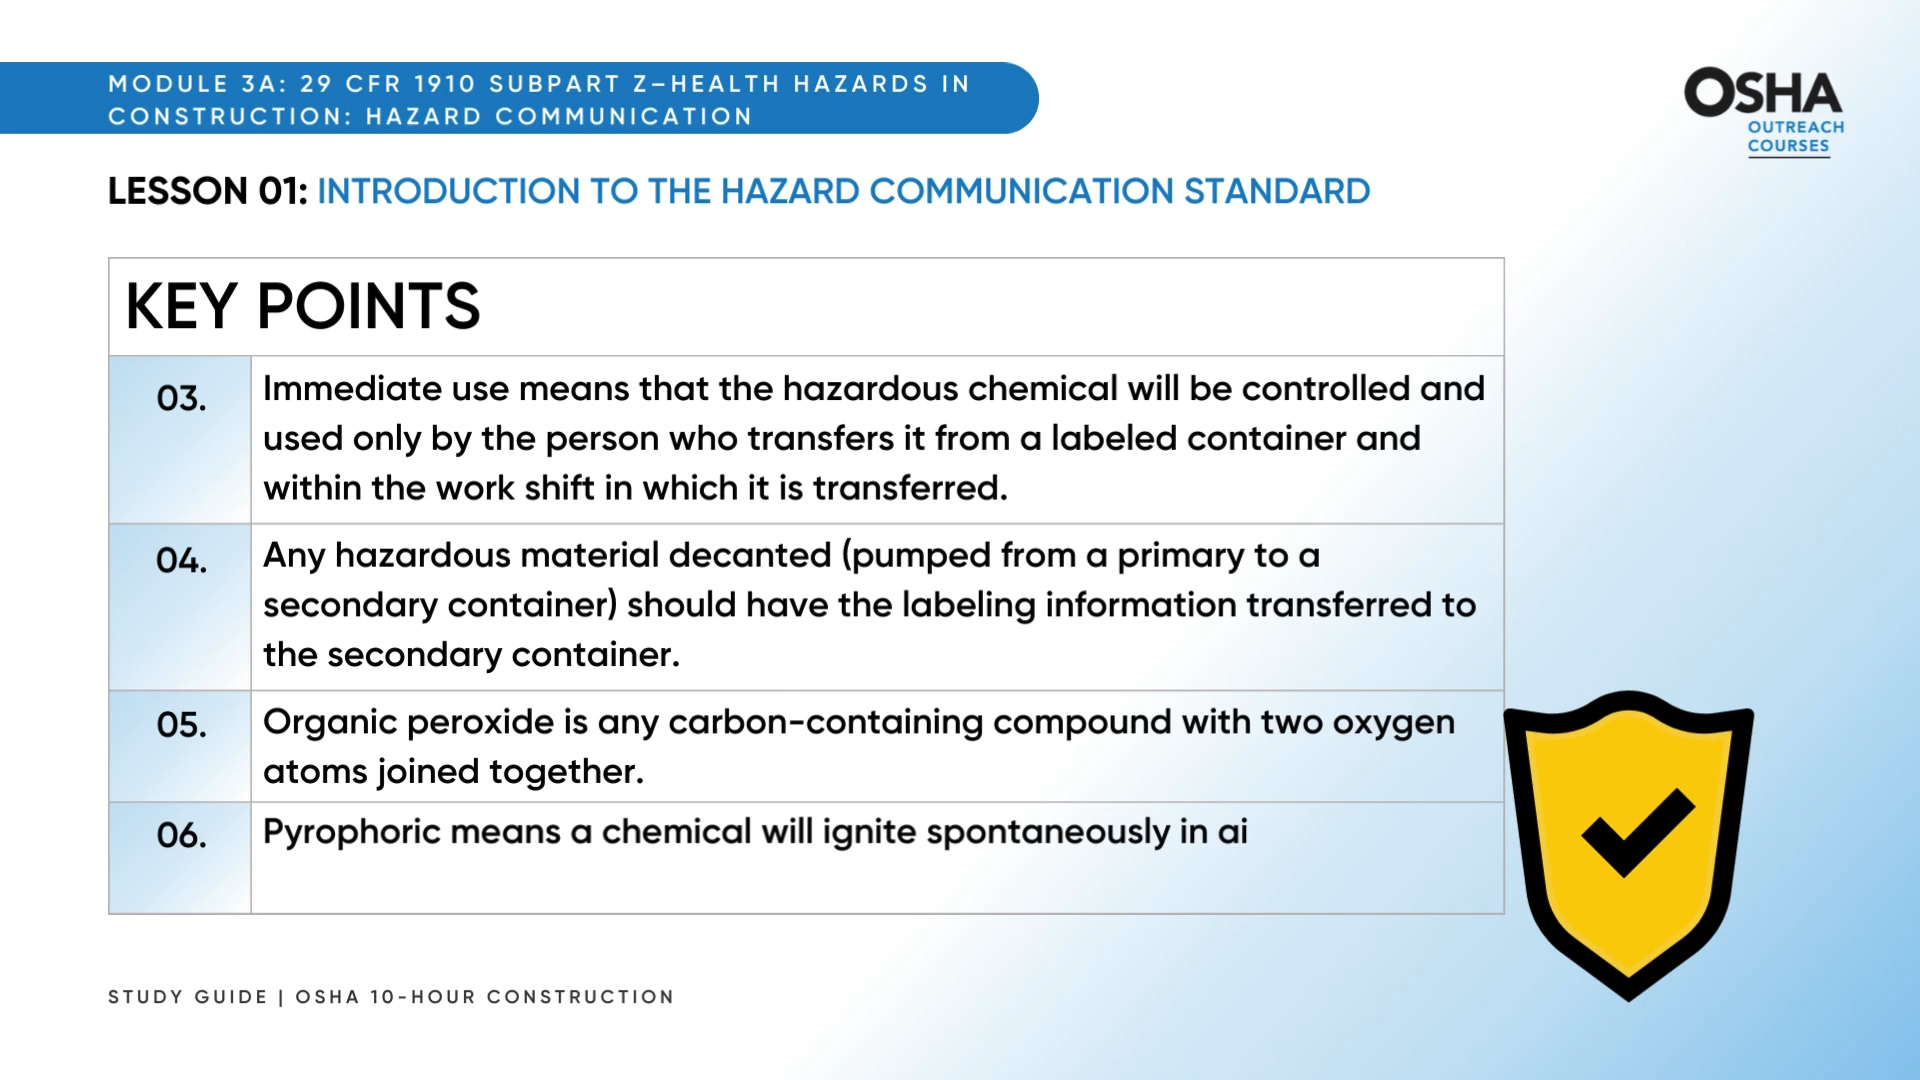 MODULE 3A: 29 CFR 1910 SUBPART Z–HEALTH HAZARDS IN
CONSTRUCTION: HAZARD COMMUNICATION
OSHA
OUTREACH
COURSES
LESSON 01: INTRODUCTION TO THE HAZARD COMMUNICATION STANDARD
KEY POINTS
03.
Immediate use means that the hazardous chemical will be controlled and
used only by the person who transfers it from a labeled container and
within the work shift in which it is transferred.
04.
Any hazardous material decanted (pumped from a primary to a
secondary container) should have the labeling information transferred to
the secondary container.
05.
Organic peroxide is any carbon-containing compound with two oxygen
atoms joined together.
06.
Pyrophoric means a chemical will ignite spontaneously in ai
STUDY GUIDE | OSHA 10-HOUR CONSTRUCTION